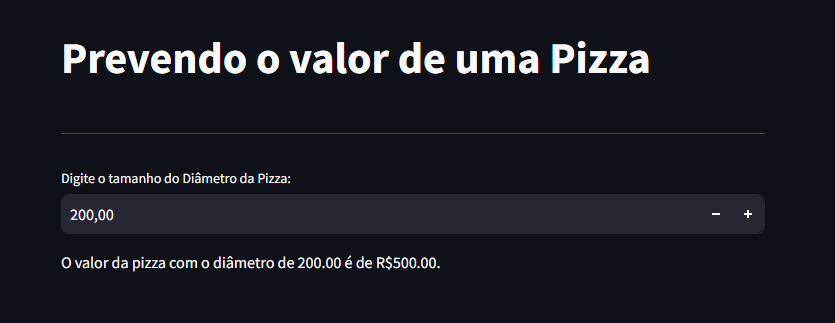 Prevendo o valor de uma Pizza
Digite o tamanho do Diâmetro da Pizza:
200,00
O valor da pizza com o diâmetro de 200.00 é de R$500.00.